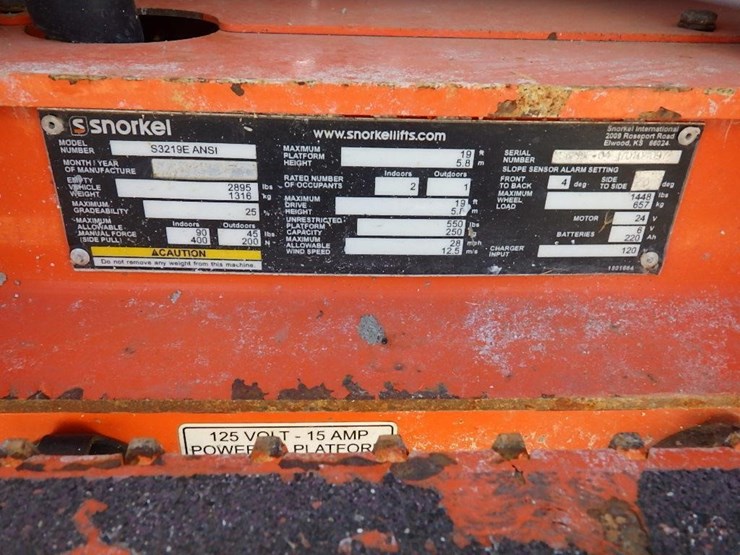 snorkel
www.snorkellifts.com
Snorkel International
2009 Roseport Road
Elwood, KS 66024
MODEL NUMBER S3219E ANSI
MONTH / YEAR OF MANUFACTURE
EMPTY VEHICLE WEIGHT 2895 lbs
1316 kg
MAXIMUM GRADEABILITY 25
MAXIMUM ALLOWABLE MANUAL FORCE (SIDE PULL)
Indoors Outdoors
90 45 lbs
400 200 N
CAUTION
Do not remove any weight from this machine.
MAXIMUM PLATFORM HEIGHT 19 ft
5.8 m
RATED NUMBER OF OCCUPANTS
Indoors Outdoors
2 1
MAXIMUM DRIVE HEIGHT 19 ft
m
UNRESTRICTED PLATFORM CAPACITY 550 lbs
250 kg
MAXIMUM ALLOWABLE WIND SPEED 28 mph
12.5 m/s
SERIAL NUMBER
SLOPE SENSOR ALARM SETTING
FRONT TO BACK 4 deg SIDE TO SIDE deg
MAXIMUM WHEEL LOAD 1448 lbs
657 kg
MOTOR 24 V
BATTERIES 6 V
220 Ah
CHARGER INPUT 120 V
125 VOLT - 15 AMP
PLATFORM